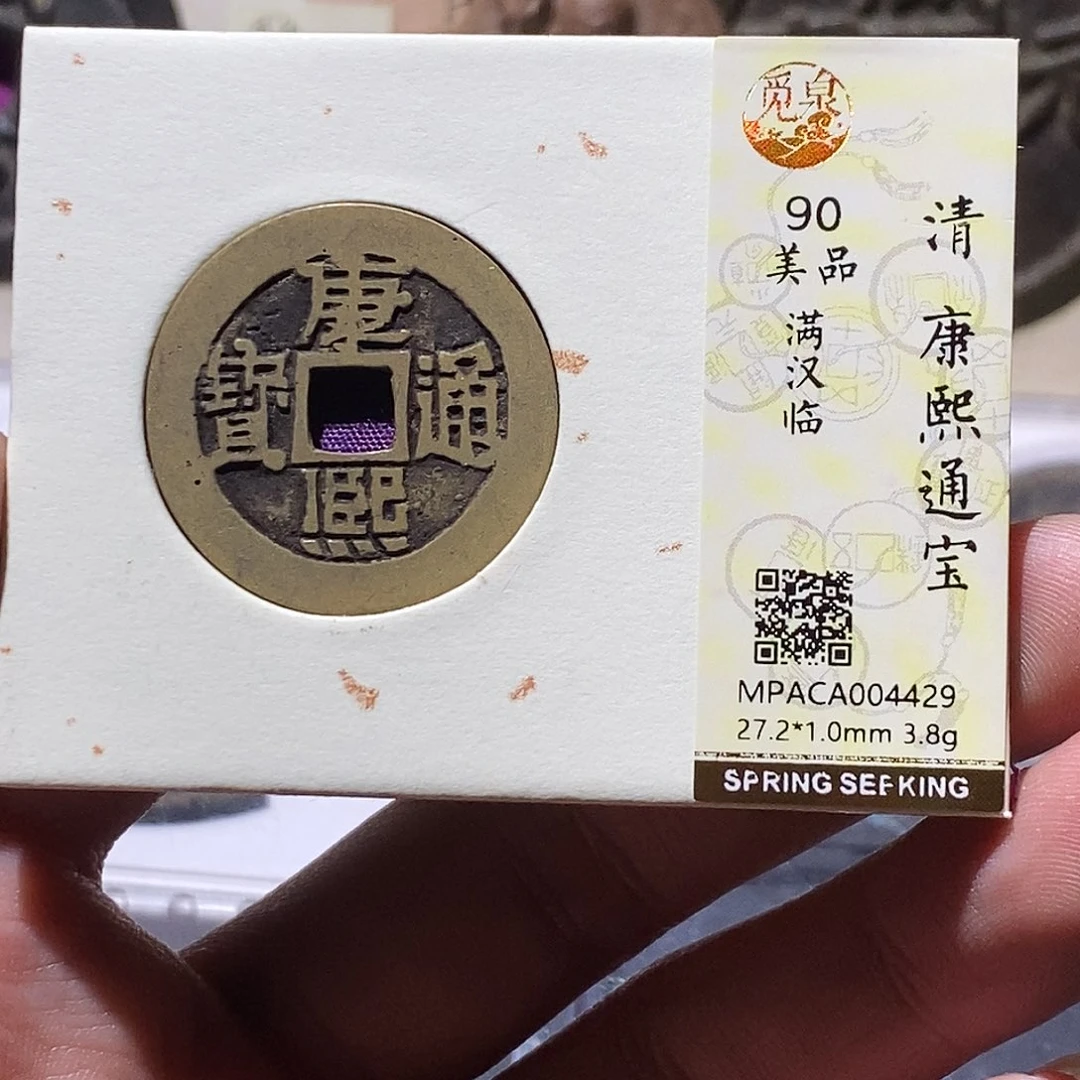 康熙通寶
觅泉
90
美品
满汉临
清 康熙通宝
MPACA004429
27.2*1.0mm 3.8g
SPRING SEEKING